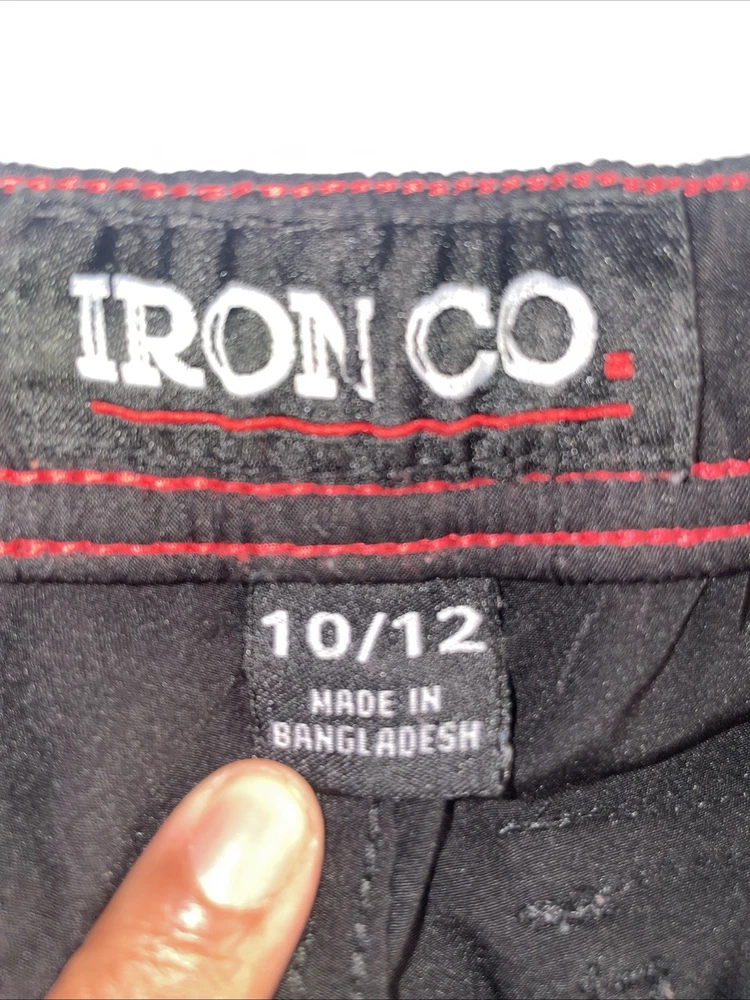 IRON CO.
10/12
MADE IN
BANGLADESH